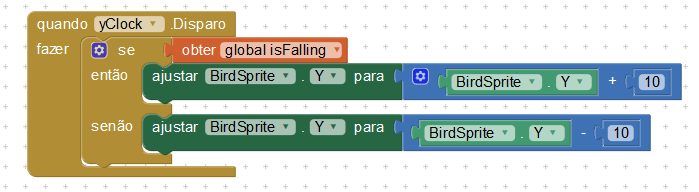 quando yClock .Disparo
fazer se obter global isFalling
então ajustar BirdSprite . Y para BirdSprite . Y + 10
senão ajustar BirdSprite . Y para BirdSprite . Y - 10